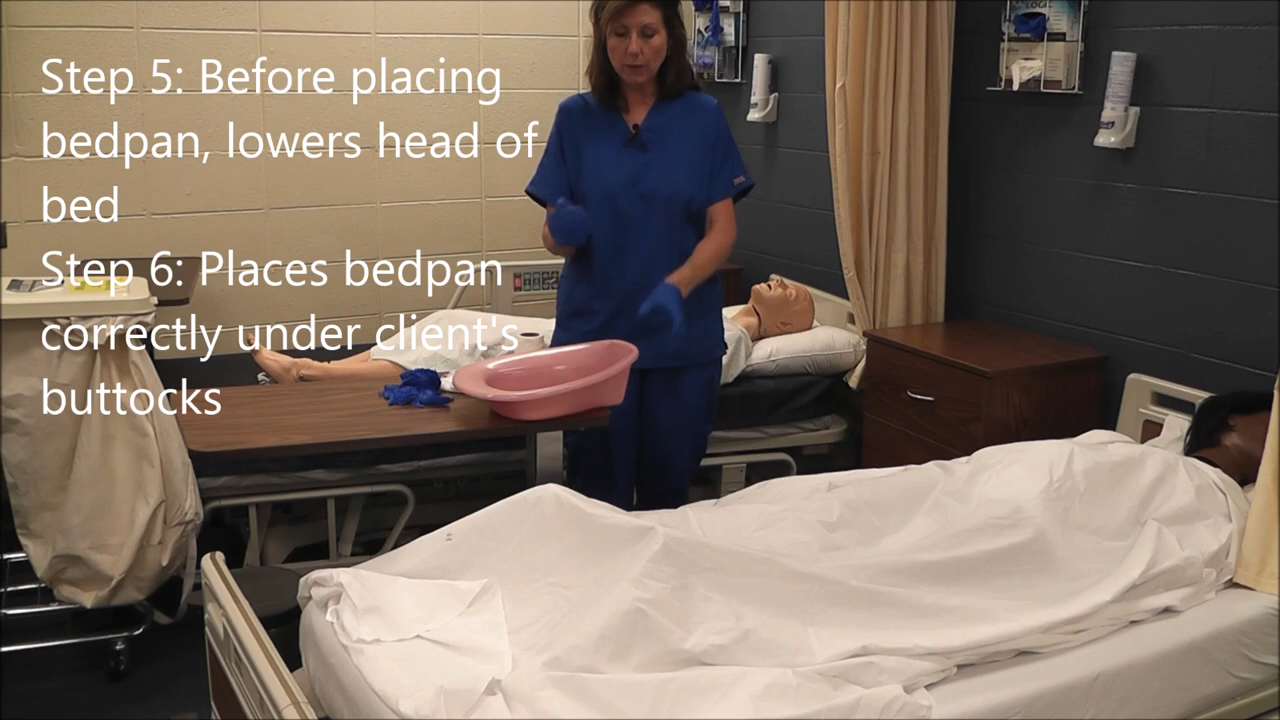 Step 5: Before placing
bedpan, lowers head of
bed
Step 6: Places bedpan
correctly under client's
buttocks